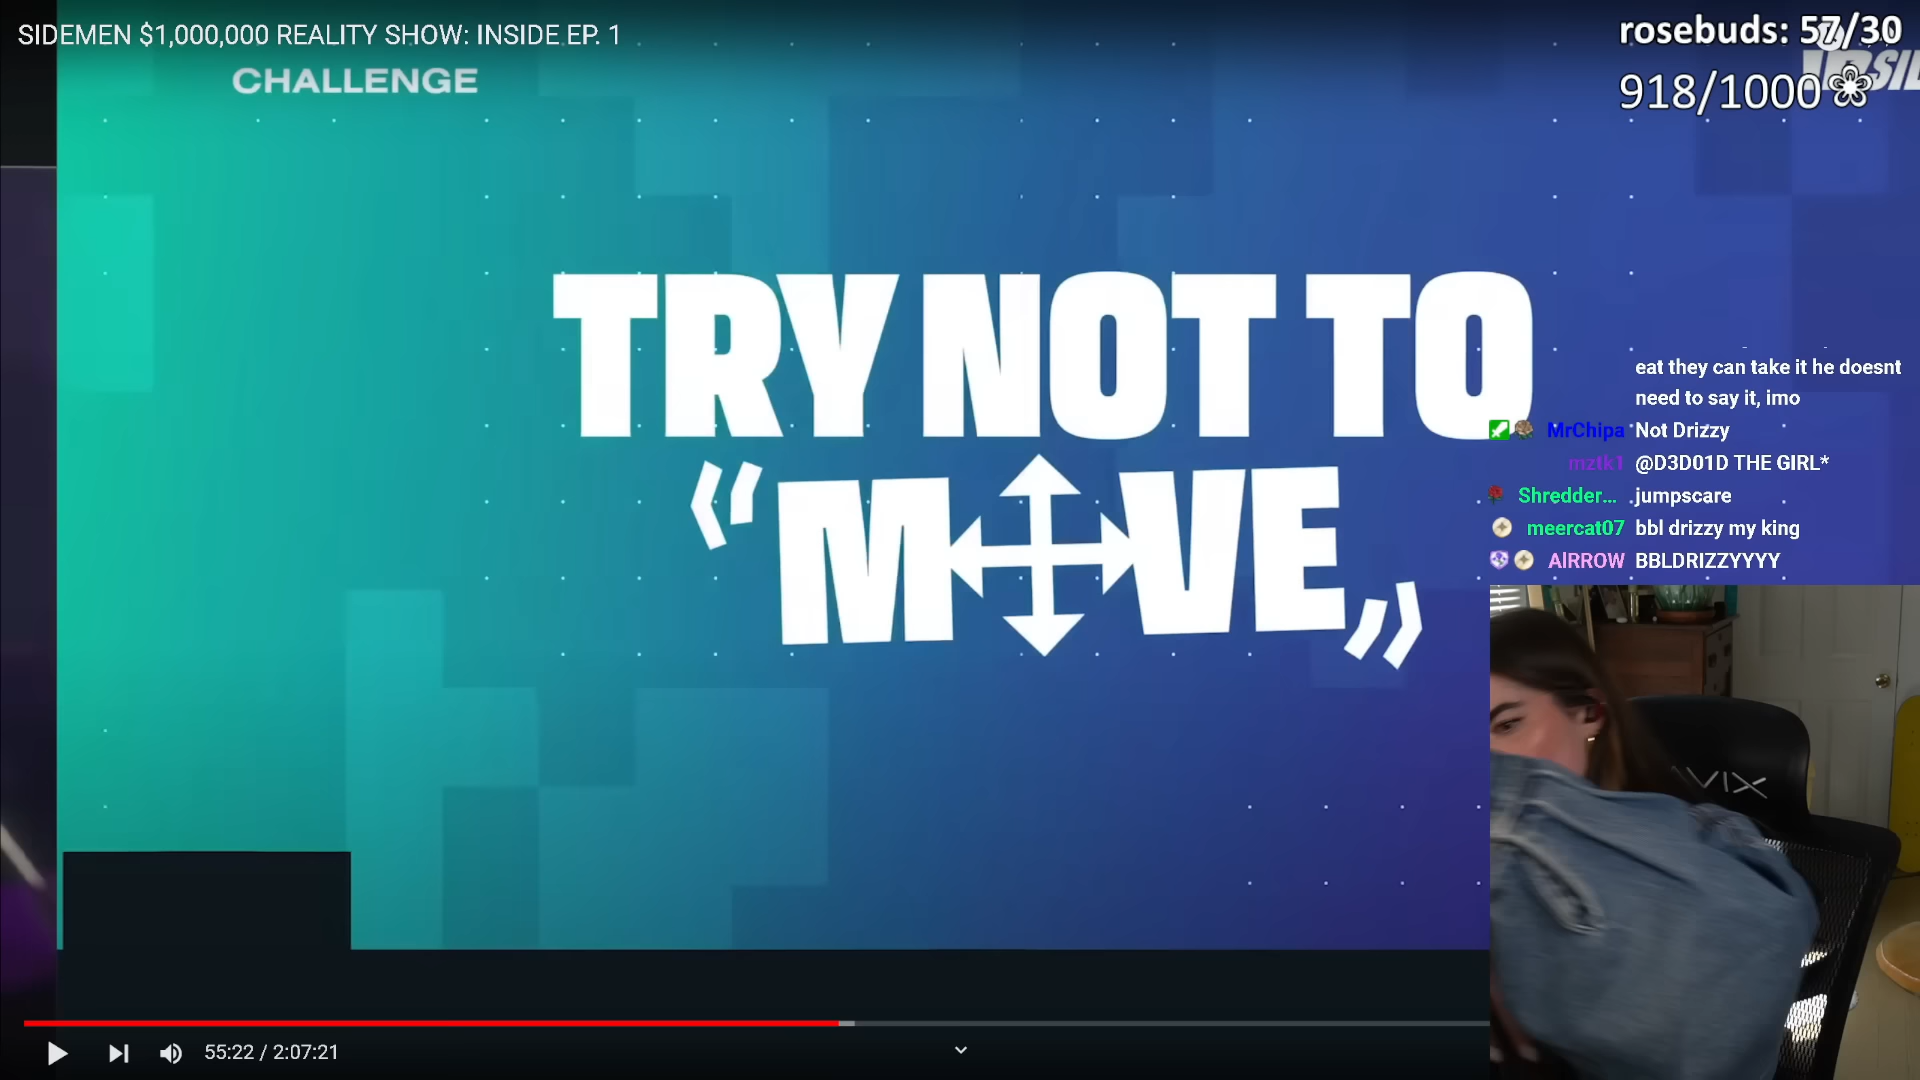 SIDEMEN $1,000,000 REALITY SHOW: INSIDE EP. 1
CHALLENGE
rosebuds: 57/30
918/1000
TRY NOT TO
“M VE„
eat they can take it he doesnt
need to say it, imo
MrChipa Not Drizzy
mztk1 @D3D01D THE GIRL*
Shredder... jumpscare
meercat07 bbl drizzy my king
AIRROW BBLDRIZZYYYY
55:22 / 2:07:21